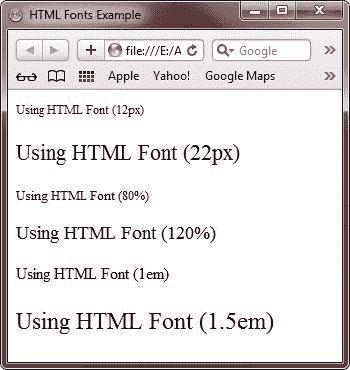 HTML Fonts Example
file:///E:/A
Google
Apple Yahoo! Google Maps
Using HTML Font (12px)
Using HTML Font (22px)
Using HTML Font (80%)
Using HTML Font (120%)
Using HTML Font (1em)
Using HTML Font (1.5em)